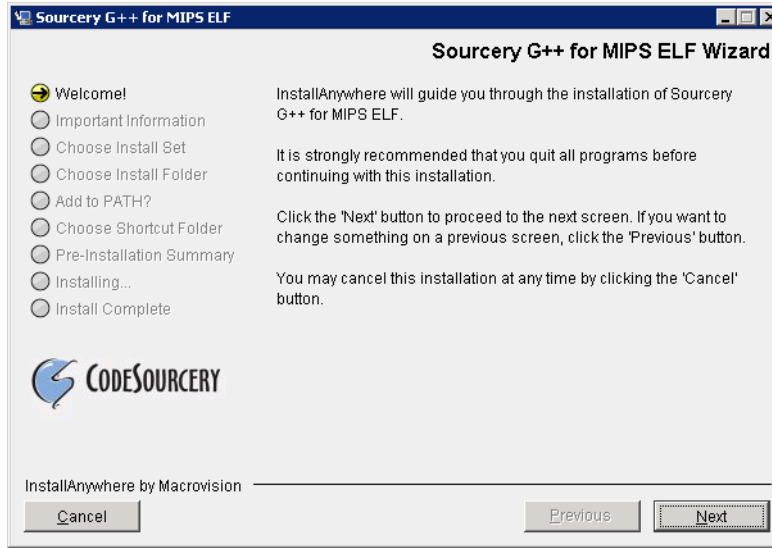 Sourcery G++ for MIPS ELF
Sourcery G++ for MIPS ELF Wizard
Welcome!
Important Information
Choose Install Set
Choose Install Folder
Add to PATH?
Choose Shortcut Folder
Pre-Installation Summary
Installing...
Install Complete
InstallAnywhere will guide you through the installation of Sourcery
G++ for MIPS ELF.
It is strongly recommended that you quit all programs before
continuing with this installation.
Click the 'Next' button to proceed to the next screen. If you want to
change something on a previous screen, click the 'Previous' button.
You may cancel this installation at any time by clicking the 'Cancel'
button.
CODESOURCERY
InstallAnywhere by Macrovision
Cancel
Previous
Next